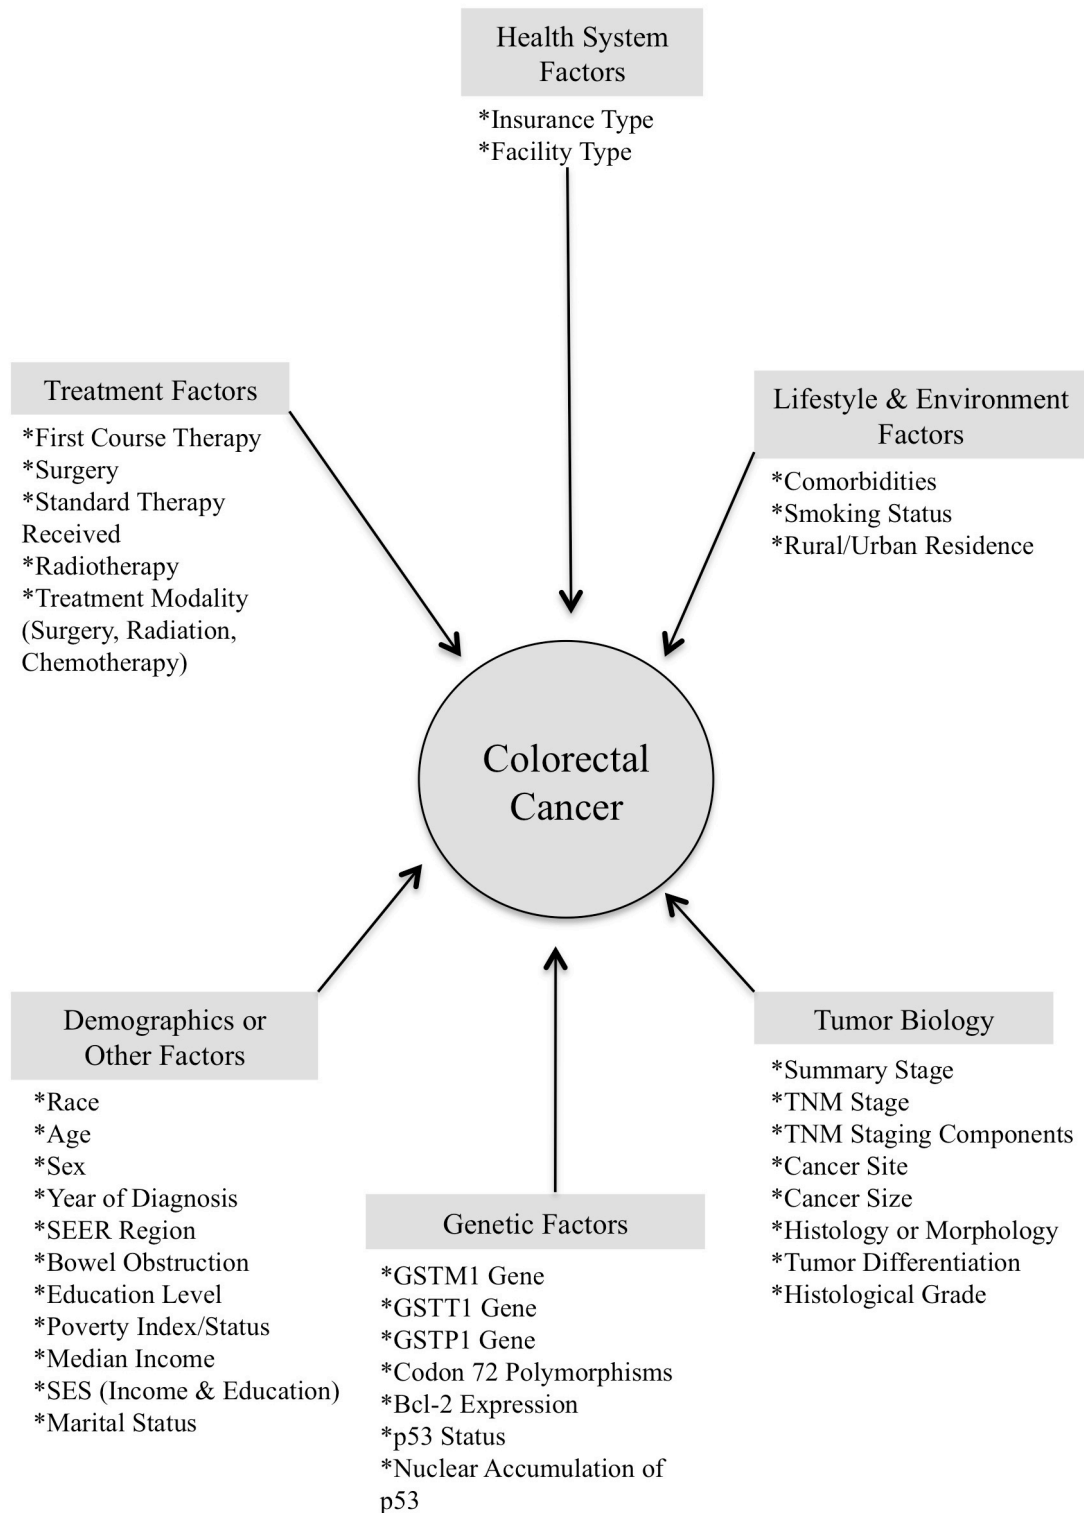 Health System
Factors
*Insurance Type
*Facility Type
Treatment Factors
*First Course Therapy
*Surgery
*Standard Therapy
Received
*Radiotherapy
*Treatment Modality
(Surgery, Radiation,
Chemotherapy)
Lifestyle & Environment
Factors
*Comorbidities
*Smoking Status
*Rural/Urban Residence
Colorectal
Cancer
Demographics or
Other Factors
*Race
*Age
*Sex
*Year of Diagnosis
*SEER Region
*Bowel Obstruction
*Education Level
*Poverty Index/Status
*Median Income
*SES (Income & Education)
*Marital Status
Genetic Factors
*GSTM1 Gene
*GSTT1 Gene
*GSTP1 Gene
*Codon 72 Polymorphisms
*Bcl-2 Expression
*p53 Status
*Nuclear Accumulation of
p53
Tumor Biology
*Summary Stage
*TNM Stage
*TNM Staging Components
*Cancer Site
*Cancer Size
*Histology or Morphology
*Tumor Differentiation
*Histological Grade